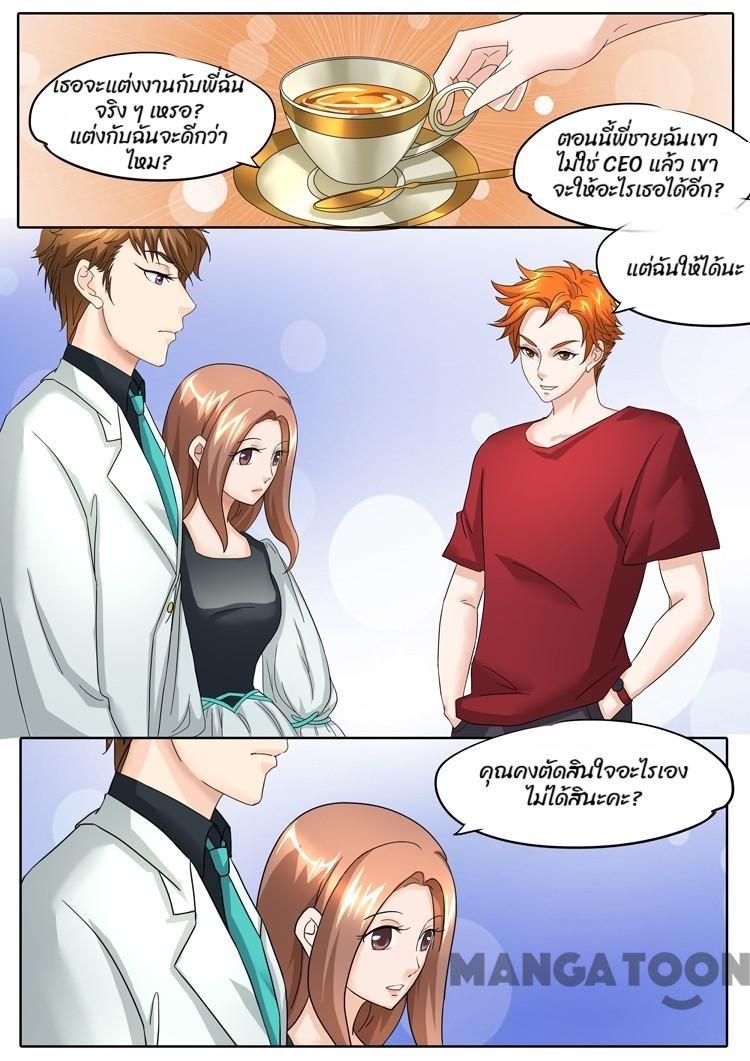 เธอจะแต่งงานกับพี่ฉัน
จริง ๆ เหรอ?
แต่งกับฉันจะดีกว่า
ไหม?
ตอนนี้พี่ชายฉันเขา
ไม่ใช่ CEO แล้ว เขา
จะให้อะไรเธอได้อีก?
แต่ฉันให้ได้นะ
คุณคงตัดสินใจอะไรเอง
ไม่ได้สินะคะ?
MANGATOON